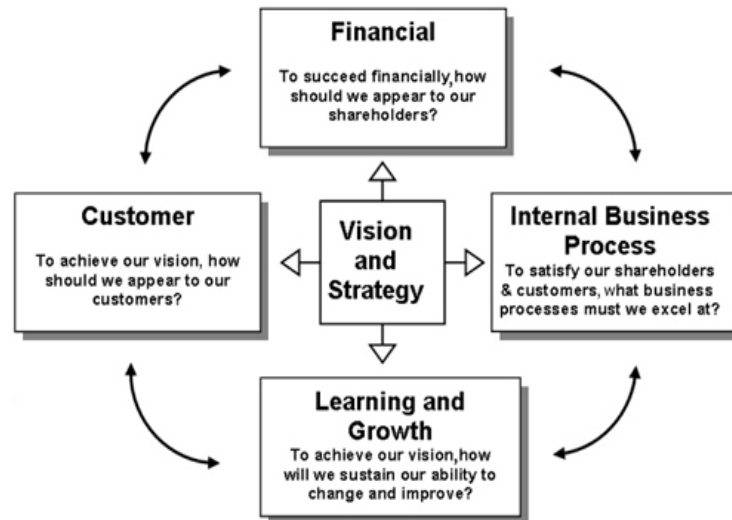 Financial
To succeed financially,how
should we appear to our
shareholders?
Customer
To achieve our vision, how
should we appear to our
customers?
Vision
and
Strategy
Internal Business
Process
To satisfy our shareholders
& customers, what business
processes must we excel at?
Learning and
Growth
To achieve our vision,how
will we sustain our ability to
change and improve?